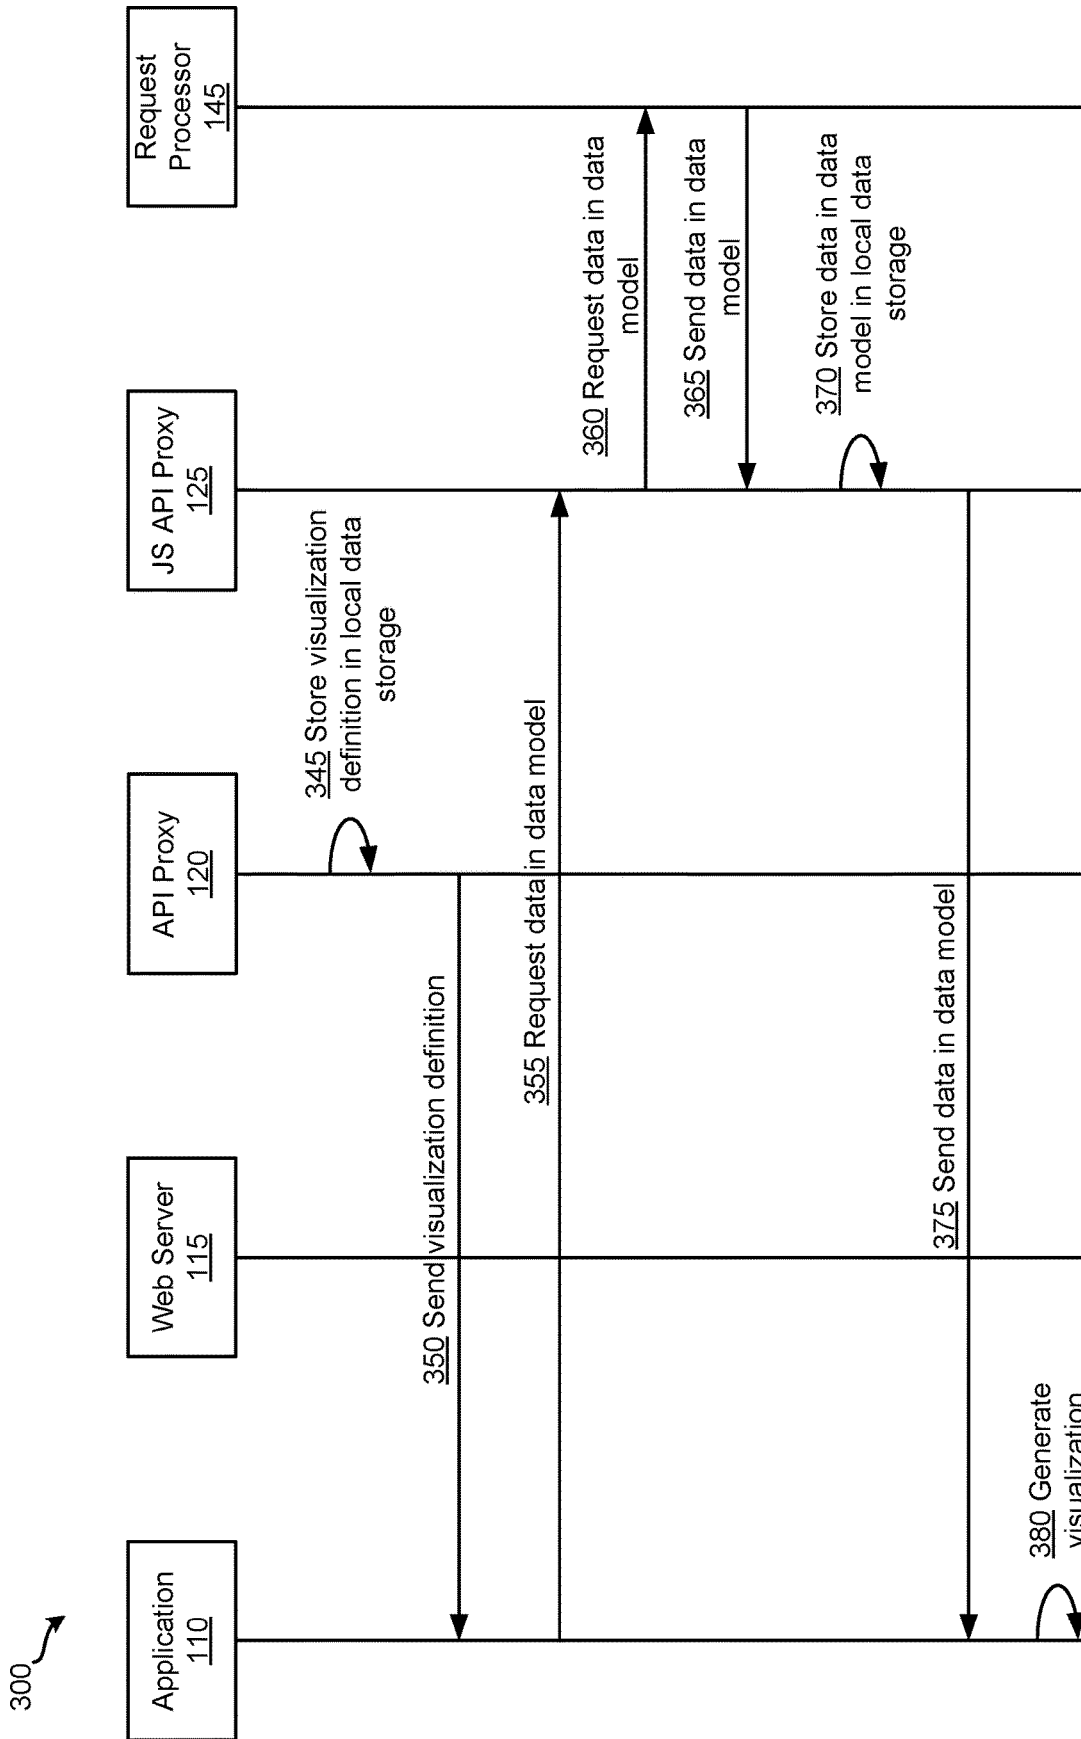 300
Application
110
Web Server
115
API Proxy
120
JS API Proxy
125
Request
Processor
145
345 Store visualization
definition in local data
storage
350 Send visualization definition
355 Request data in data model
360 Request data in data
model
365 Send data in data
model
370 Store data in data
model in local data
storage
375 Send data in data model
380 Generate
visualization